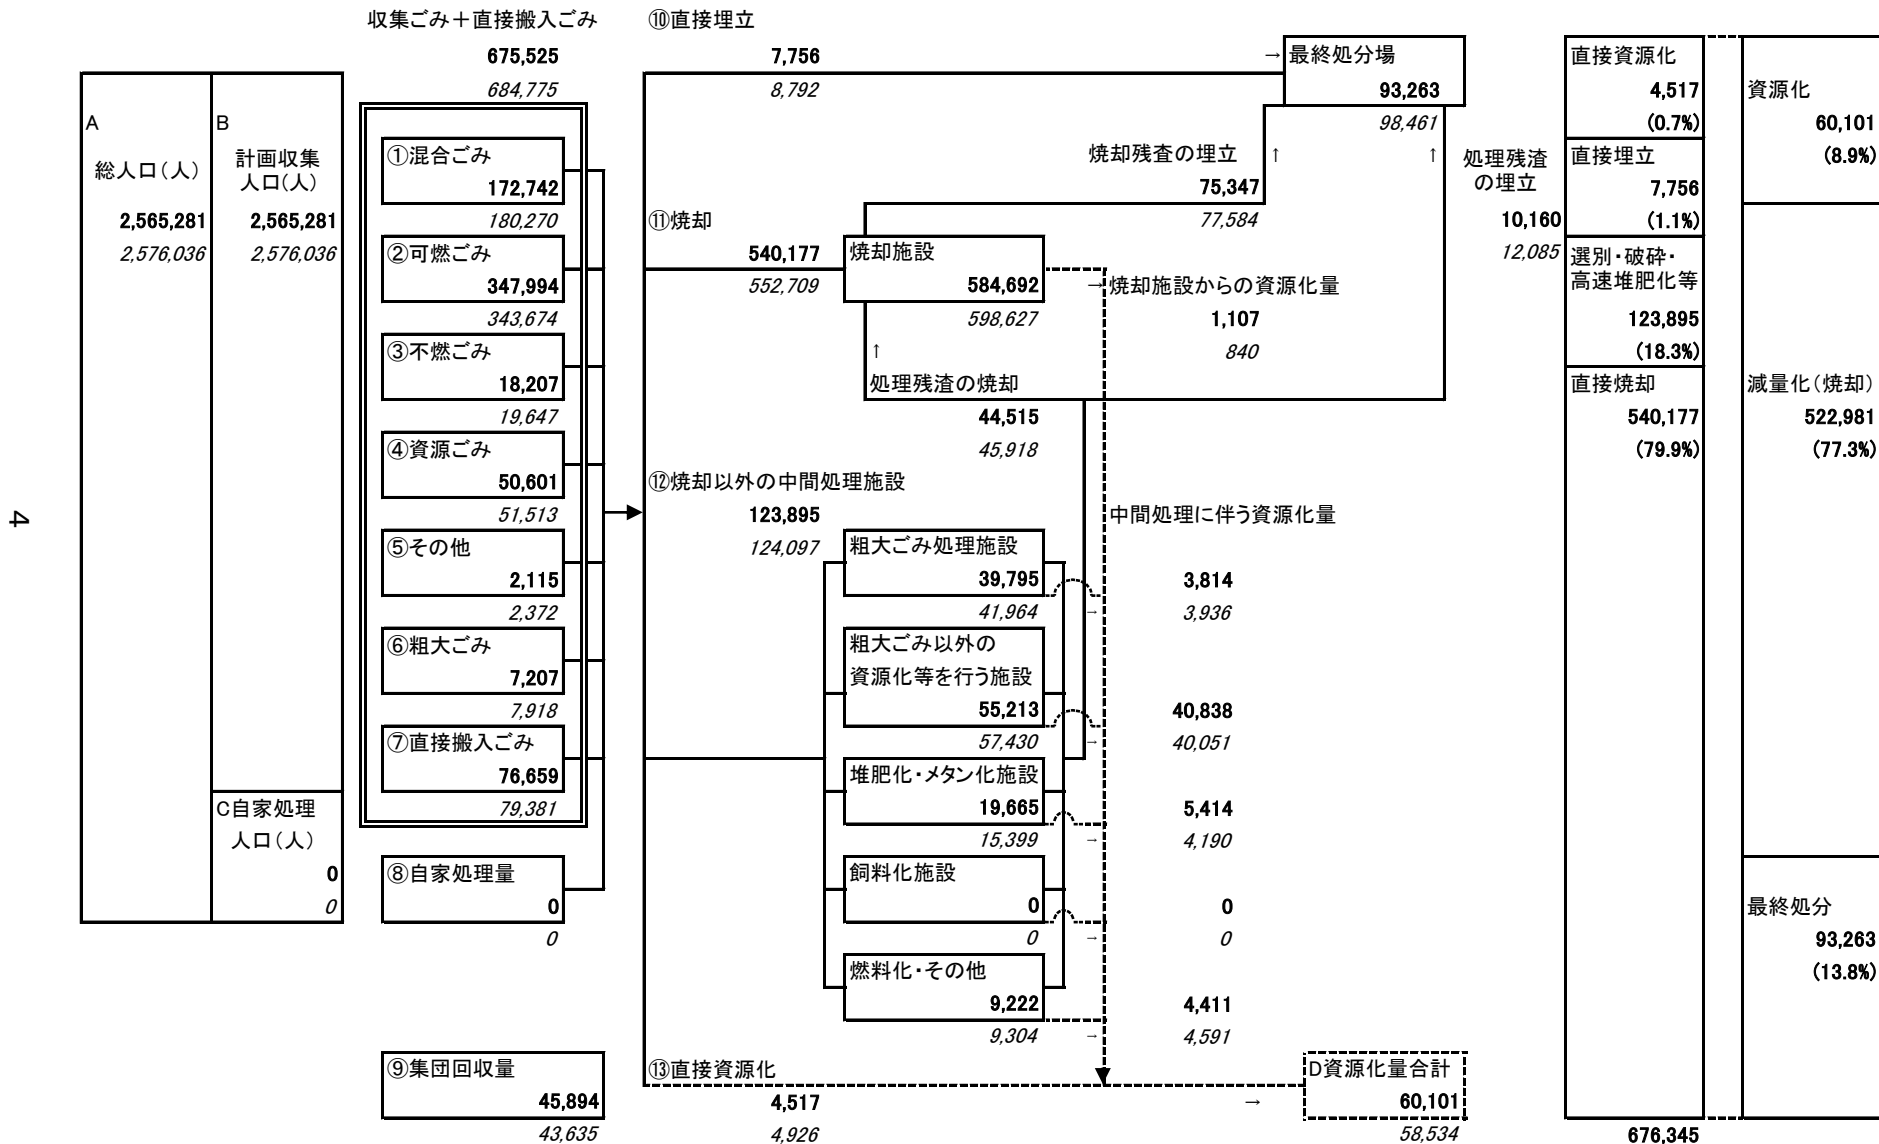 収集ごみ＋直接搬入ごみ
675,525
684,775
⑩直接埋立
7,756
8,792
→ 最終処分場
93,263
98,461
A
総人口（人）
2,565,281
2,576,036
B
計画収集
人口（人）
2,565,281
2,576,036
C自家処理
人口（人）
0
0
①混合ごみ
172,742
180,270
②可燃ごみ
347,994
343,674
③不燃ごみ
18,207
19,647
④資源ごみ
50,601
51,513
⑤その他
2,115
2,372
⑥粗大ごみ
7,207
7,918
⑦直接搬入ごみ
76,659
79,381
⑧自家処理量
0
0
⑨集団回収量
45,894
43,635
⑪焼却
540,177
552,709
焼却施設
584,692
598,627
焼却残査の埋立 ↑
75,347
77,584
↑
処理残渣
の埋立
10,160
12,085
→焼却施設からの資源化量
1,107
840
↑
処理残渣の焼却
44,515
45,918
⑫焼却以外の中間処理施設
123,895
124,097
中間処理に伴う資源化量
粗大ごみ処理施設
39,795
41,964
→
3,814
3,936
粗大ごみ以外の
資源化等を行う施設
55,213
57,430
→
40,838
40,051
堆肥化・メタン化施設
19,665
15,399
→
5,414
4,190
飼料化施設
0
0
→
0
0
燃料化・その他
9,222
9,304
→
4,411
4,591
⑬直接資源化
4,517
4,926
→
D資源化量合計
60,101
58,534
直接資源化
4,517
(0.7%)
直接埋立
7,756
(1.1%)
選別・破砕・
高速堆肥化等
123,895
(18.3%)
直接焼却
540,177
(79.9%)
676,345
資源化
60,101
(8.9%)
減量化（焼却）
522,981
(77.3%)
最終処分
93,263
(13.8%)
4